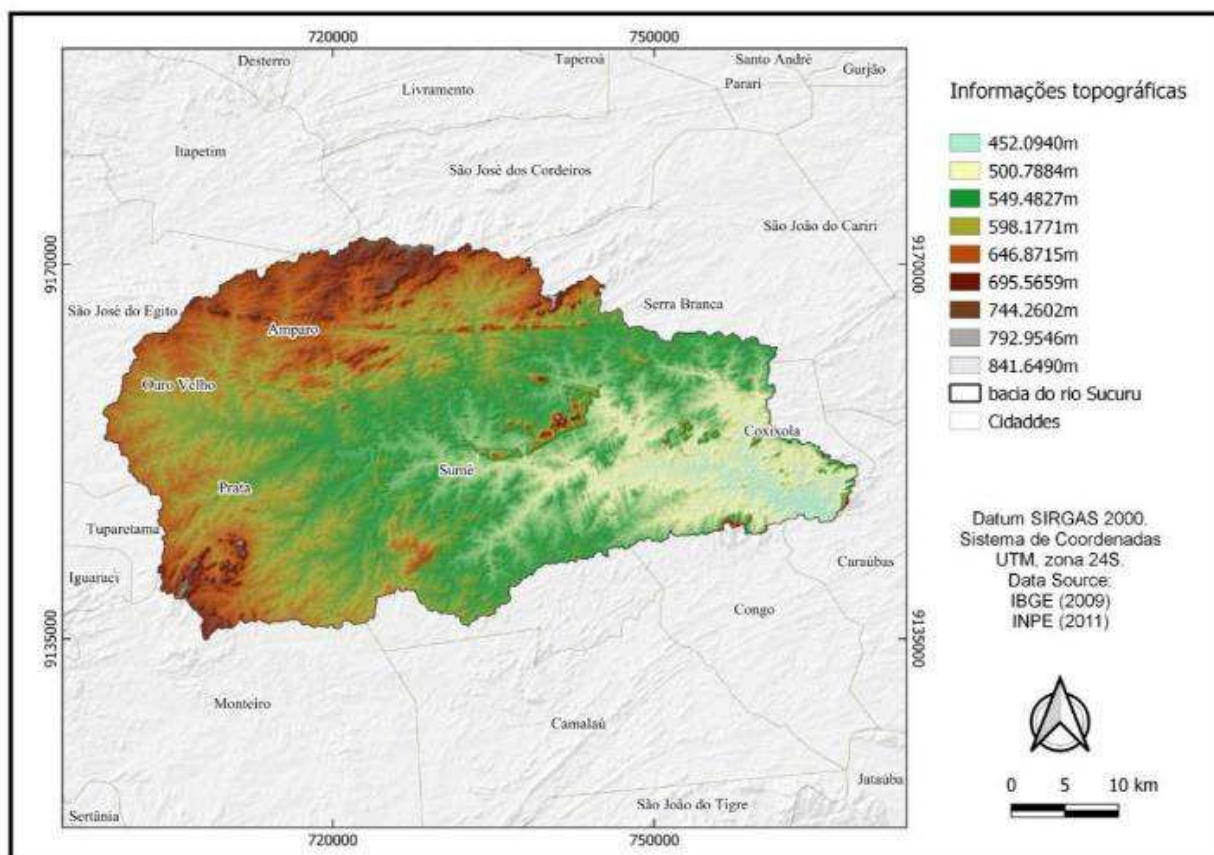 720000
750000
Desterro
Taperoá
Santo André
Gurjão
Parari
Livramento
Itapetim
São José dos Cordeiros
São João do Cariri
9170000
9170000
São José do Egito
Serra Branca
Amparo
Ouro Velho
Coxixola
Sumé
Prata
Tuparetama
Iguaraci
Caraúbas
Congo
9135000
9135000
Monteiro
Camalaú
Jataúba
São João do Tigre
Sertânia
720000
750000
Informações topográficas
452.0940m
500.7884m
549.4827m
598.1771m
646.8715m
695.5659m
744.2602m
792.9546m
841.6490m
bacia do rio Sucuru
Cidaddes
Datum SIRGAS 2000.
Sistema de Coordenadas
UTM, zona 24S.
Data Source:
IBGE (2009)
INPE (2011)
0 5 10 km